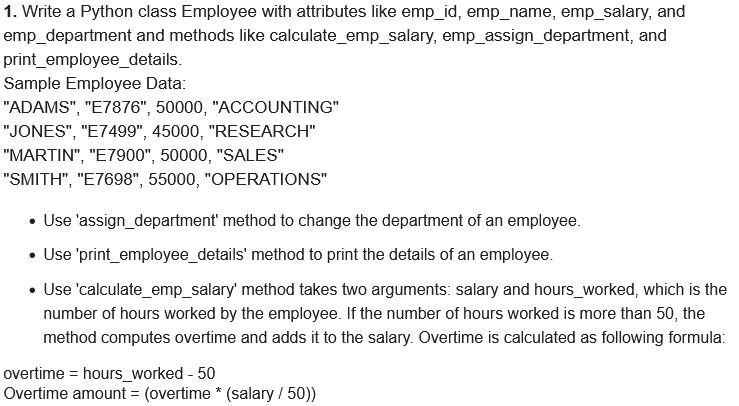 1. Write a Python class Employee with attributes like emp_id, emp_name, emp_salary, and
emp_department and methods like calculate_emp_salary, emp_assign_department, and
print_employee_details.
Sample Employee Data:
"ADAMS", "E7876", 50000, "ACCOUNTING"
"JONES", "E7499", 45000, "RESEARCH"
"MARTIN", "E7900", 50000, "SALES"
"SMITH", "E7698", 55000, "OPERATIONS"
• Use 'assign_department' method to change the department of an employee.
• Use 'print_employee_details' method to print the details of an employee.
• Use 'calculate_emp_salary' method takes two arguments: salary and hours_worked, which is the
number of hours worked by the employee. If the number of hours worked is more than 50, the
method computes overtime and adds it to the salary. Overtime is calculated as following formula:
overtime = hours_worked - 50
Overtime amount = (overtime * (salary / 50))